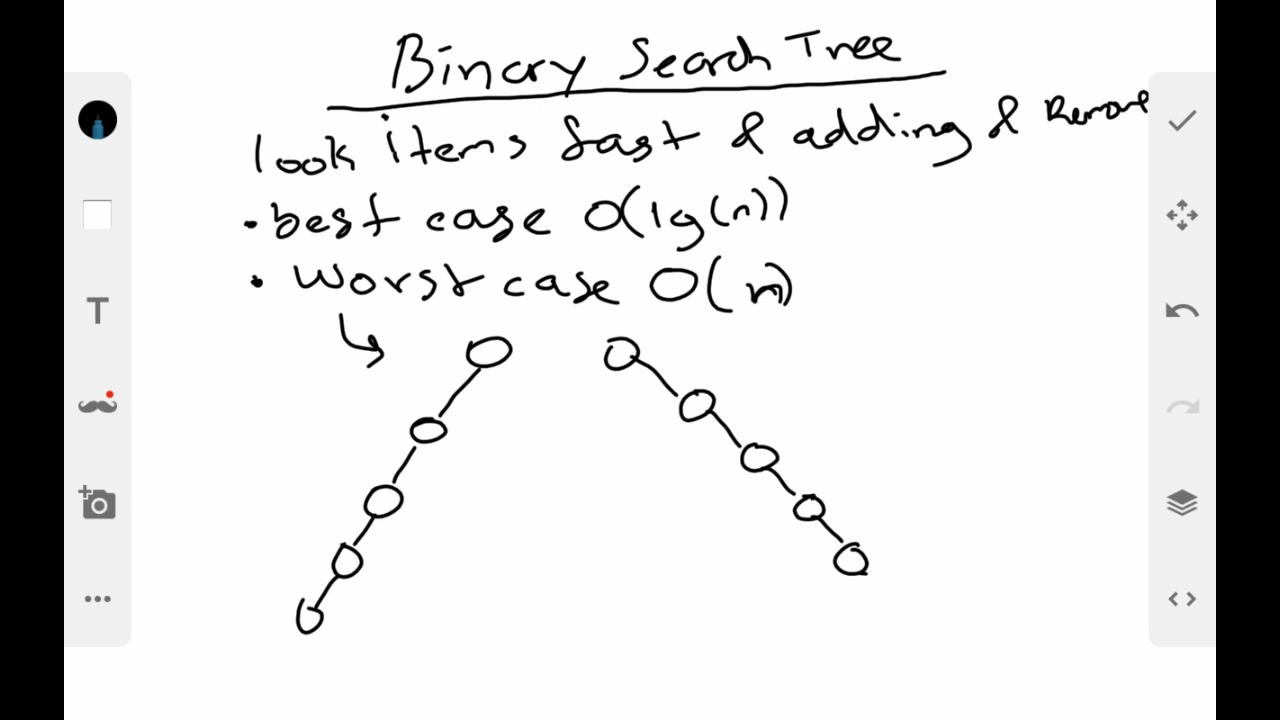 Binary Search Tree
look items fast & adding & Remove
• best case O(lg(n))
• worst case O(n)
T